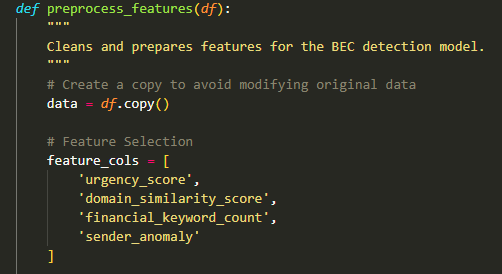 def preprocess_features(df):
    """
    Cleans and prepares features for the BEC detection model.
    """
    # Create a copy to avoid modifying original data
    data = df.copy()

    # Feature Selection
    feature_cols = [
        'urgency_score',
        'domain_similarity_score',
        'financial_keyword_count',
        'sender_anomaly'
    ]